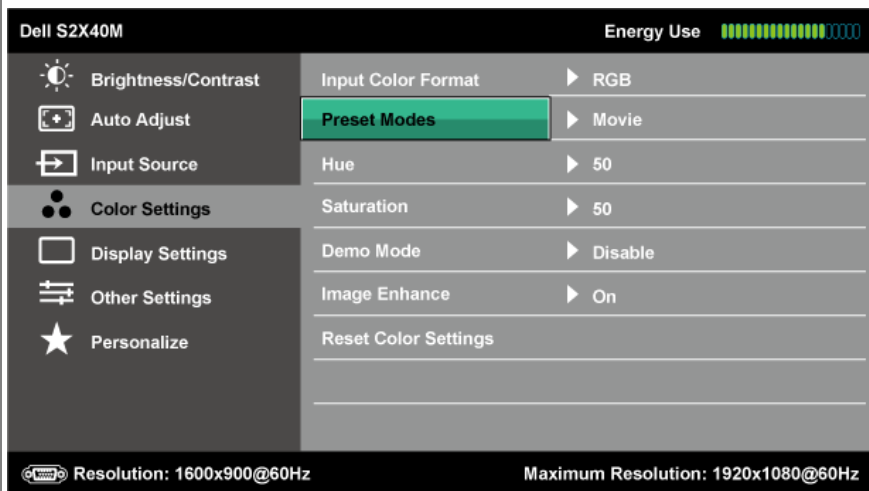 Dell S2X40M Energy Use
Brightness/Contrast Input Color Format RGB
Auto Adjust Preset Modes Movie
Input Source Hue 50
Color Settings Saturation 50
Display Settings Demo Mode Disable
Other Settings Image Enhance On
Personalize Reset Color Settings
Resolution: 1600x900@60Hz Maximum Resolution: 1920x1080@60Hz